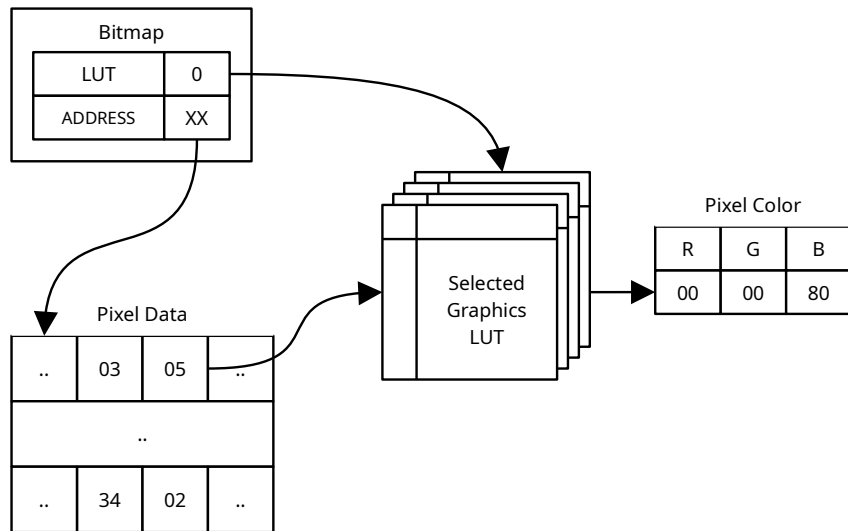 Bitmap
LUT 0
ADDRESS XX
Pixel Data
.. 03 05 ..
..
.. 34 02 ..
Selected
Graphics
LUT
Pixel Color
R G B
00 00 80